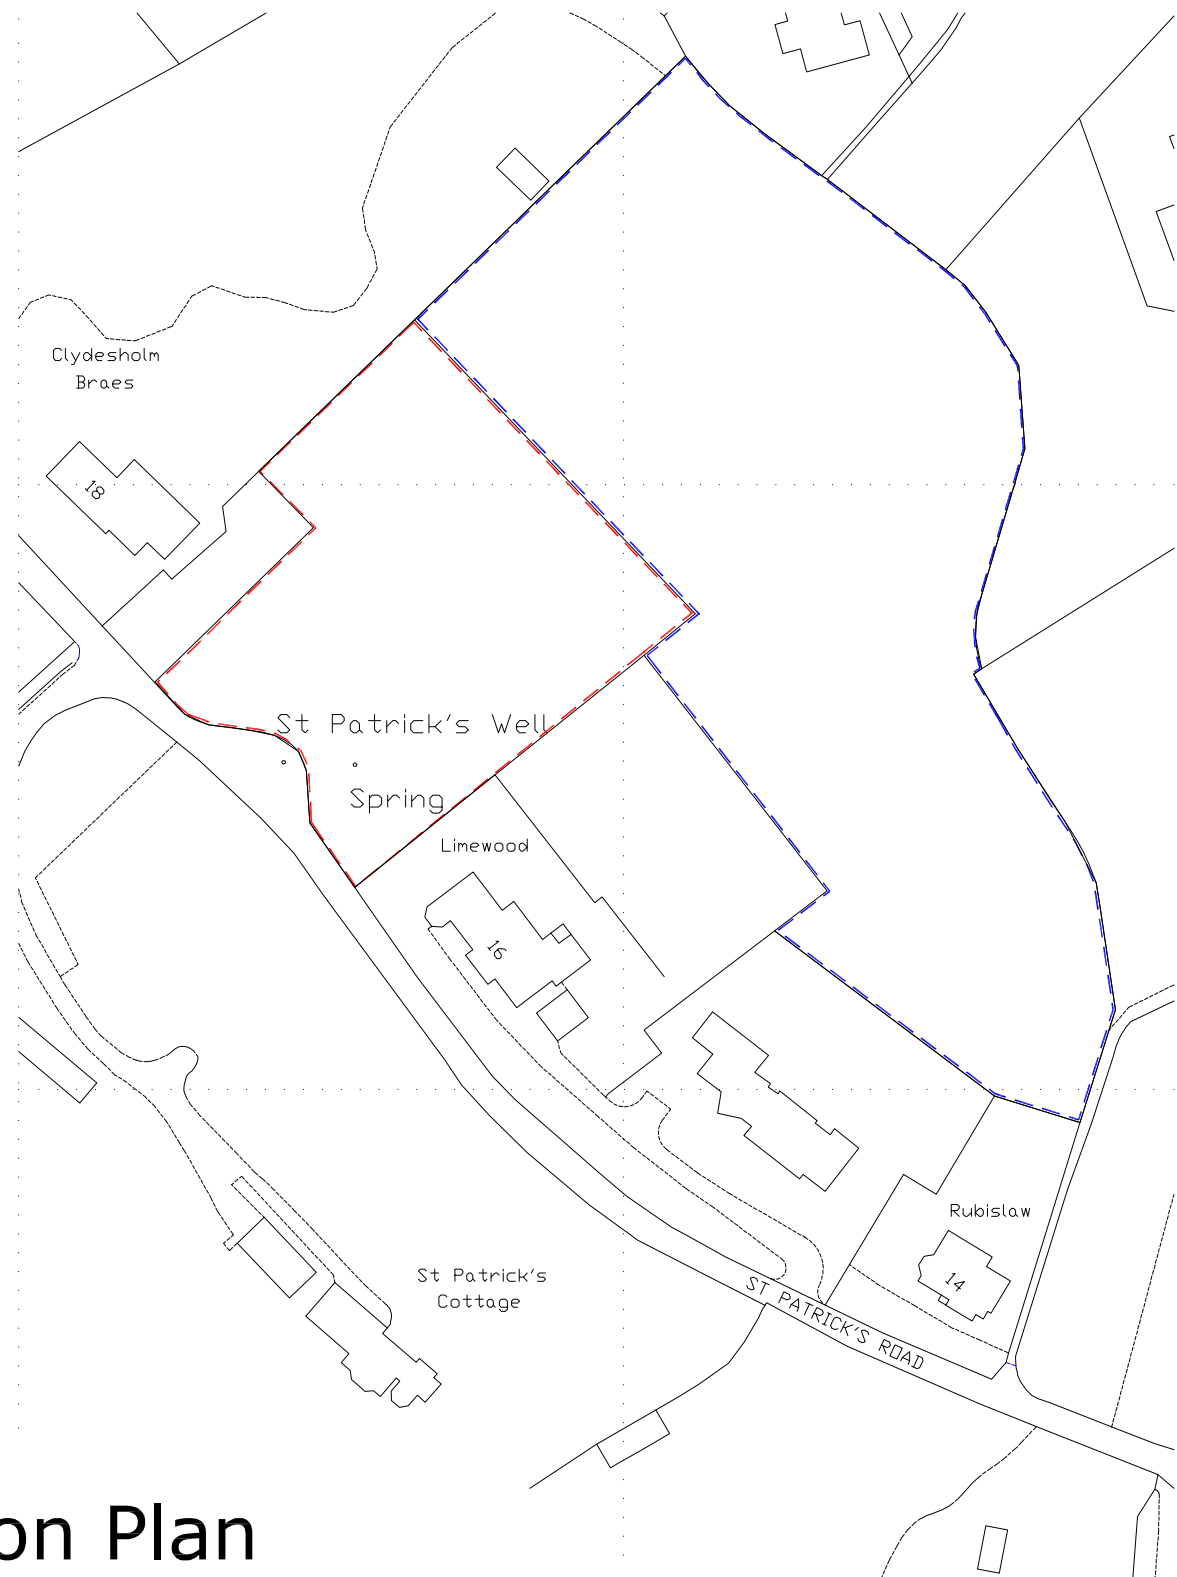 Clydesholm
Braes
18
St Patrick's Well
Spring
Limewood
16
Rubislaw
14
St Patrick's
Cottage
ST PATRICK'S ROAD
on Plan